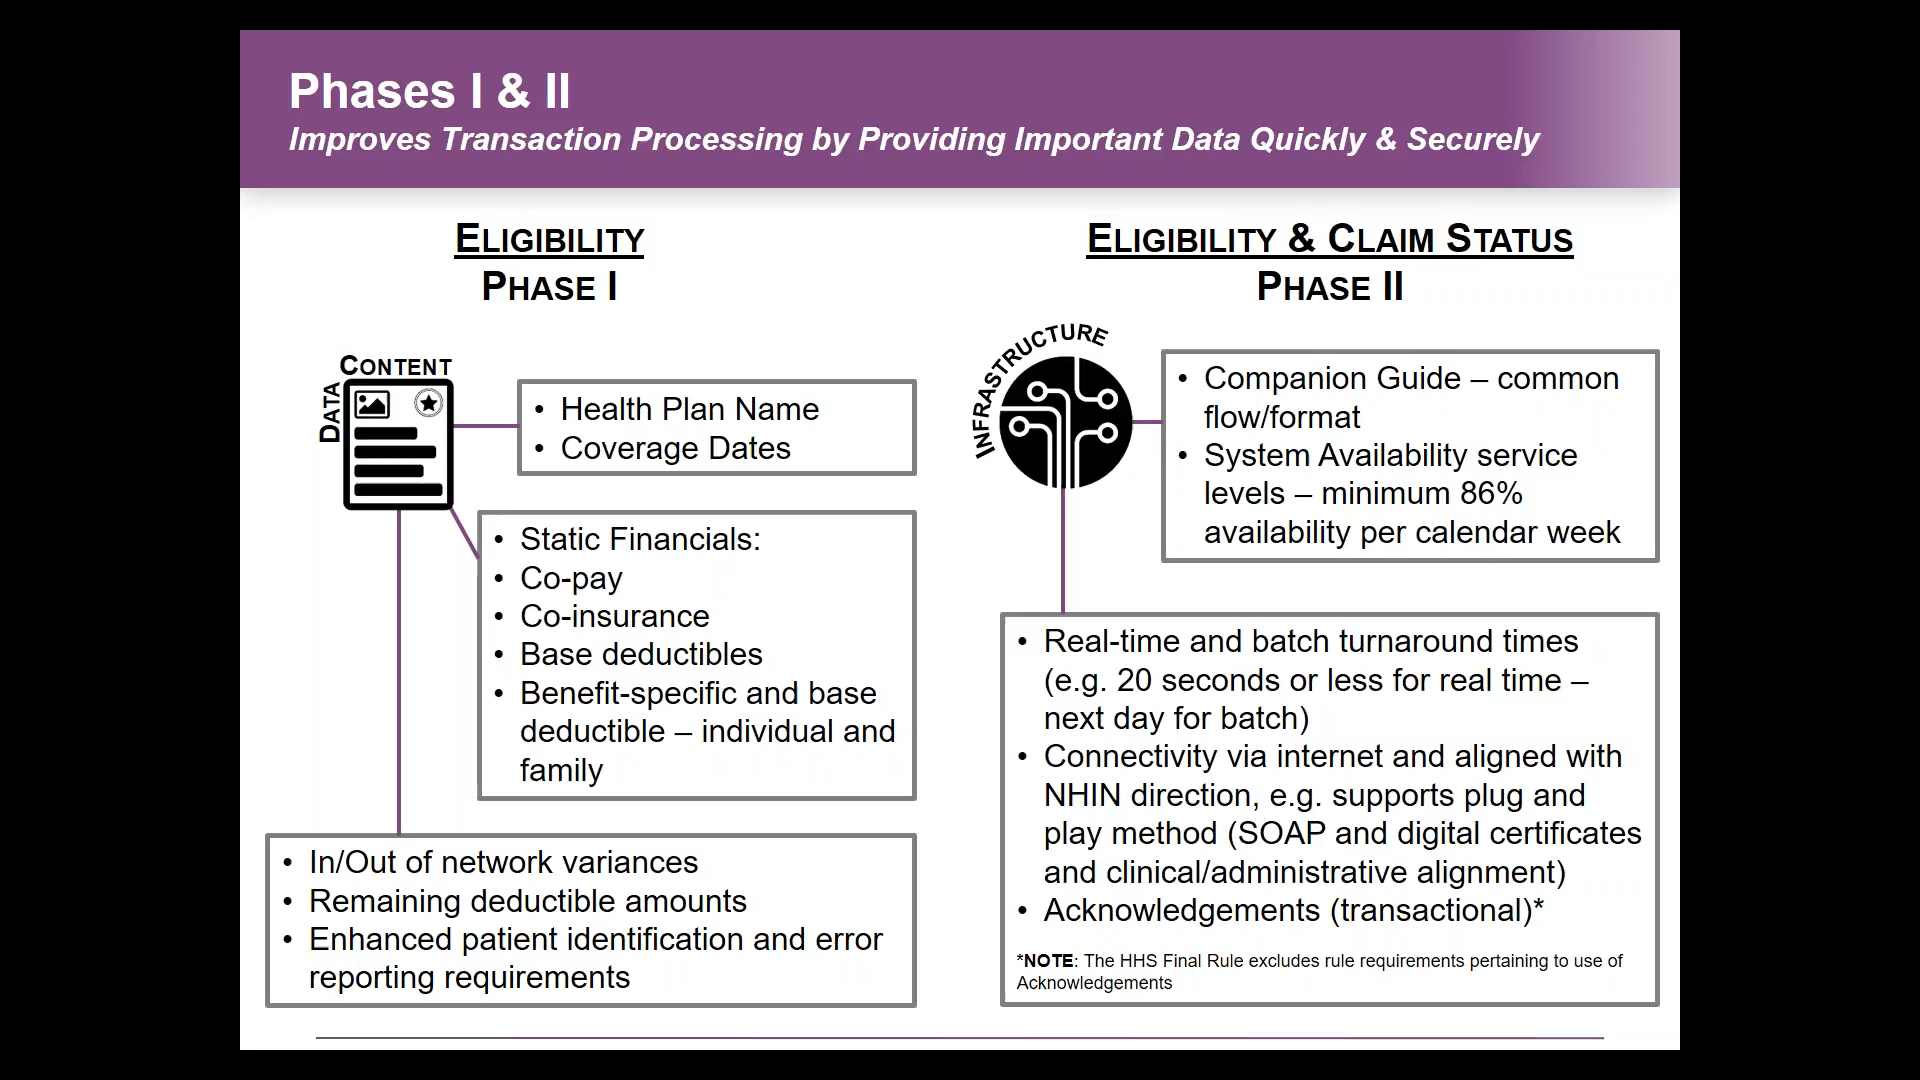 Phases I & II
Improves Transaction Processing by Providing Important Data Quickly & Securely
ELIGIBILITY
PHASE I
DATA
CONTENT
• Health Plan Name
• Coverage Dates
• Static Financials:
• Co-pay
• Co-insurance
• Base deductibles
• Benefit-specific and base
deductible – individual and
family
• In/Out of network variances
• Remaining deductible amounts
• Enhanced patient identification and error
reporting requirements
ELIGIBILITY & CLAIM STATUS
PHASE II
INFRASTRUCTURE
• Companion Guide – common
flow/format
• System Availability service
levels – minimum 86%
availability per calendar week
• Real-time and batch turnaround times
(e.g. 20 seconds or less for real time –
next day for batch)
• Connectivity via internet and aligned with
NHIN direction, e.g. supports plug and
play method (SOAP and digital certificates
and clinical/administrative alignment)
• Acknowledgements (transactional)*
*NOTE: The HHS Final Rule excludes rule requirements pertaining to use of
Acknowledgements